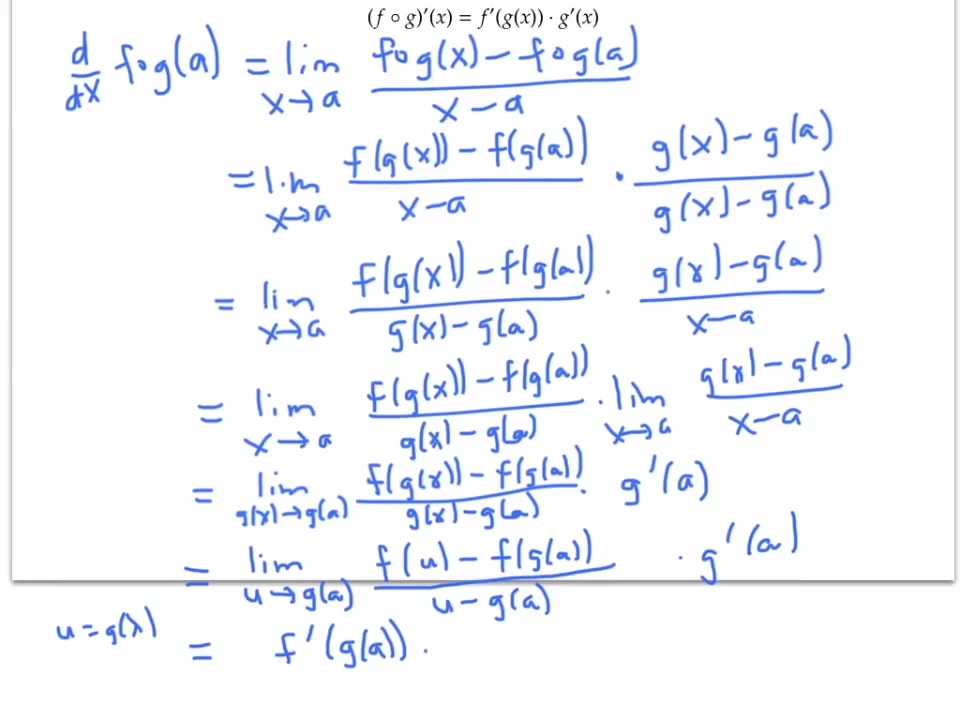 (f ∘ g)′(x) = f′(g(x)) · g′(x)
d/dx f∘g(a) = lim x→a (f∘g(x) − f∘g(a))/(x − a)
= lim x→a (f(g(x)) − f(g(a)))/(x − a) · (g(x) − g(a))/(g(x) − g(a))
= lim x→a (f(g(x)) − f(g(a)))/(g(x) − g(a)) · (g(x) − g(a))/(x − a)
= lim x→a (f(g(x)) − f(g(a)))/(g(x) − g(a)) · lim x→a (g(x) − g(a))/(x − a)
= lim g(x)→g(a) (f(g(x)) − f(g(a)))/(g(x) − g(a)) · g′(a)
= lim u→g(a) (f(u) − f(g(a)))/(u − g(a)) · g′(a)
u = g(x)
= f′(g(a)) ·